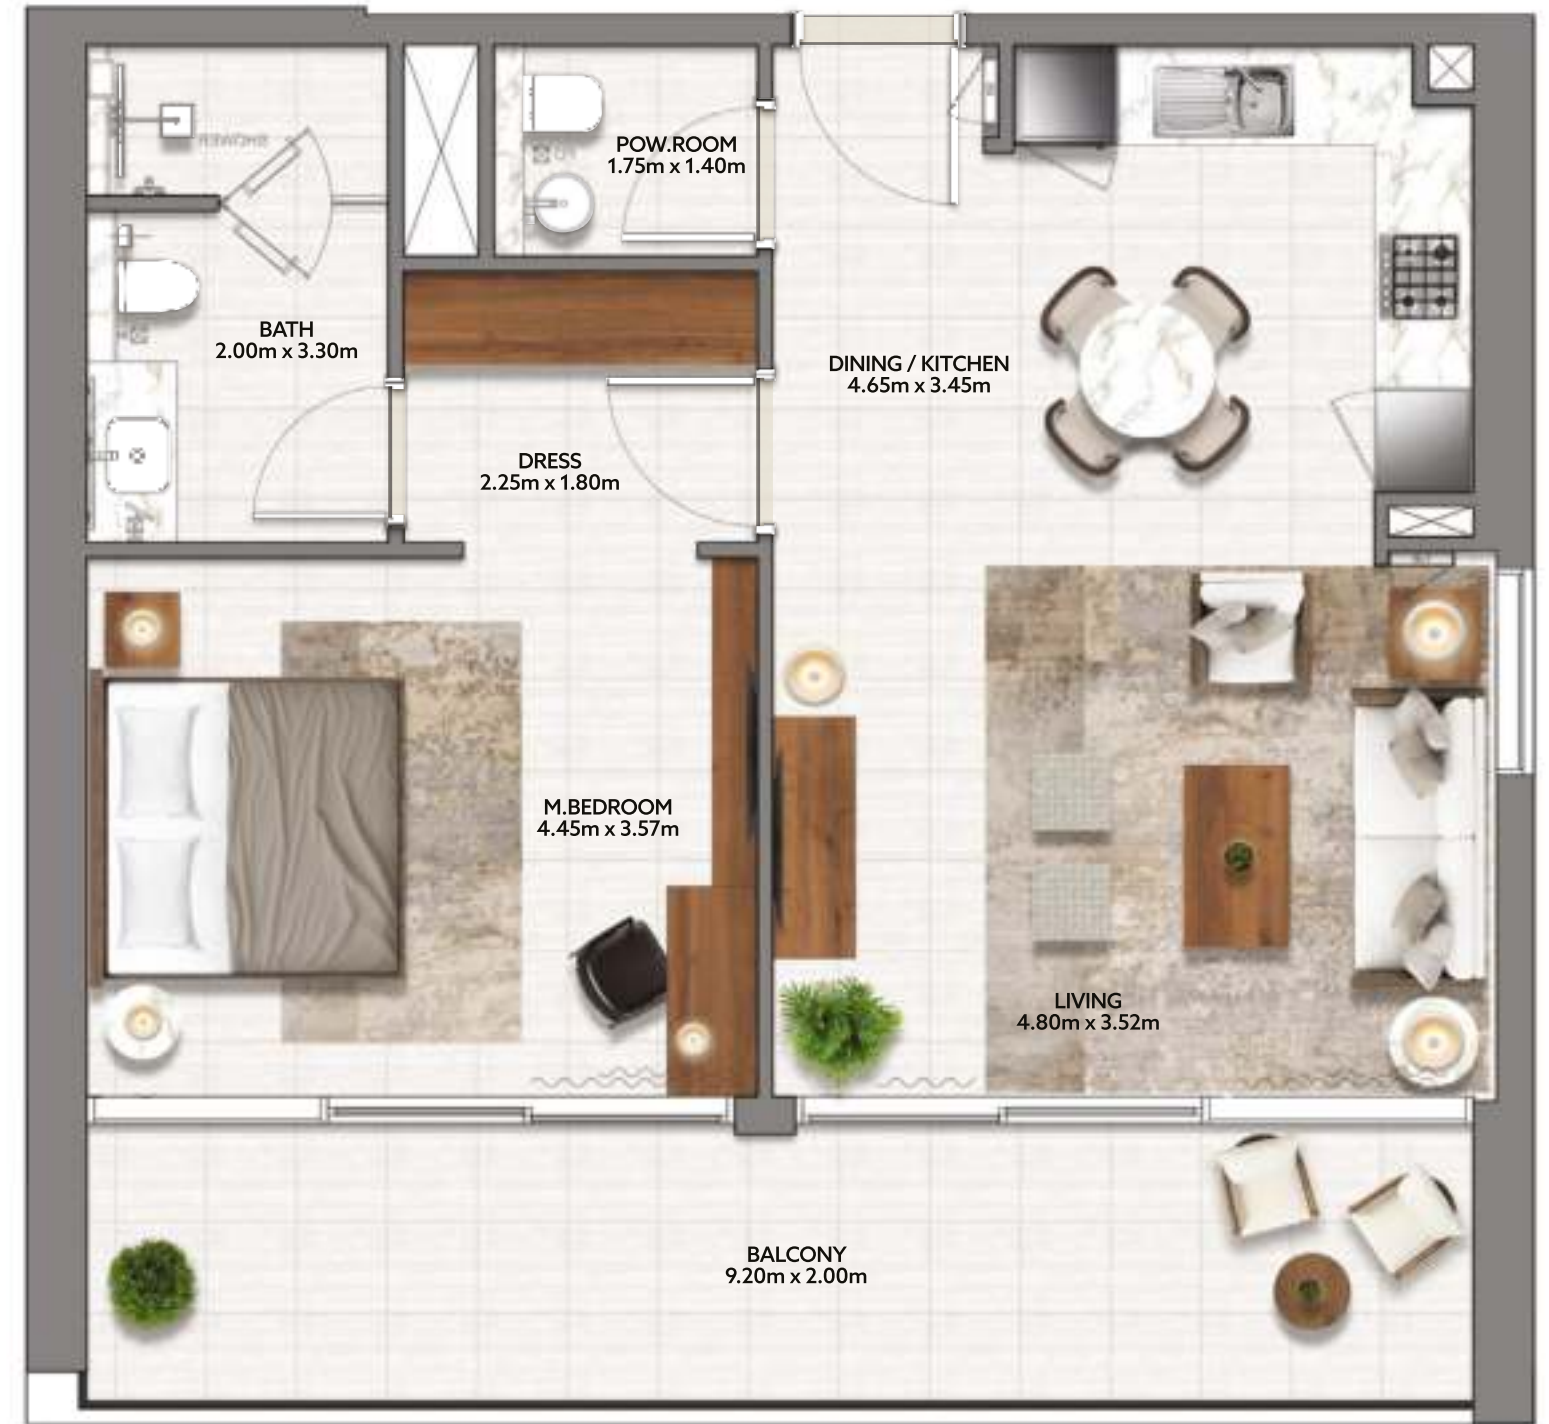 POW.ROOM
1.75m x 1.40m
SHOWER
BATH
2.00m x 3.30m
DINING / KITCHEN
4.65m x 3.45m
DRESS
2.25m x 1.80m
M.BEDROOM
4.45m x 3.57m
LIVING
4.80m x 3.52m
BALCONY
9.20m x 2.00m